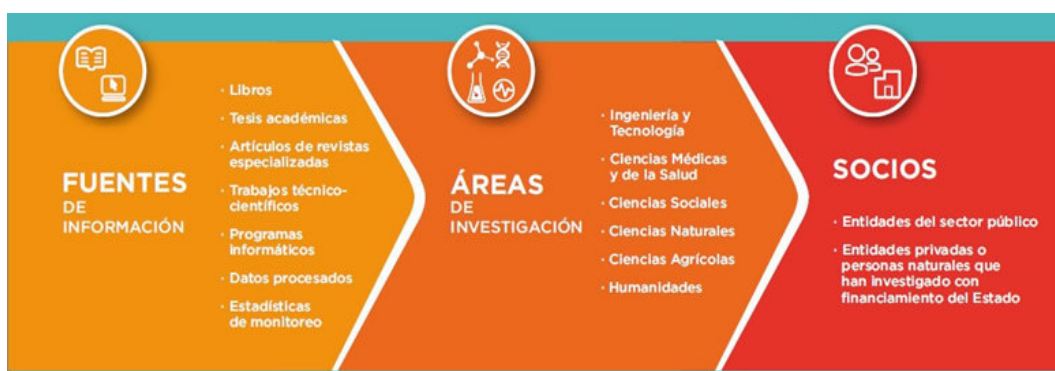 FUENTES
DE
INFORMACIÓN
· Libros
· Tesis académicas
· Artículos de revistas
especializadas
· Trabajos técnico-
científicos
· Programas
informáticos
· Datos procesados
· Estadísticas
de monitoreo
ÁREAS
DE
INVESTIGACIÓN
· Ingeniería y
Tecnología
· Ciencias Médicas
y de la Salud
· Ciencias Sociales
· Ciencias Naturales
· Ciencias Agrícolas
· Humanidades
SOCIOS
· Entidades del sector público
· Entidades privadas o
personas naturales que
han investigado con
financiamiento del Estado